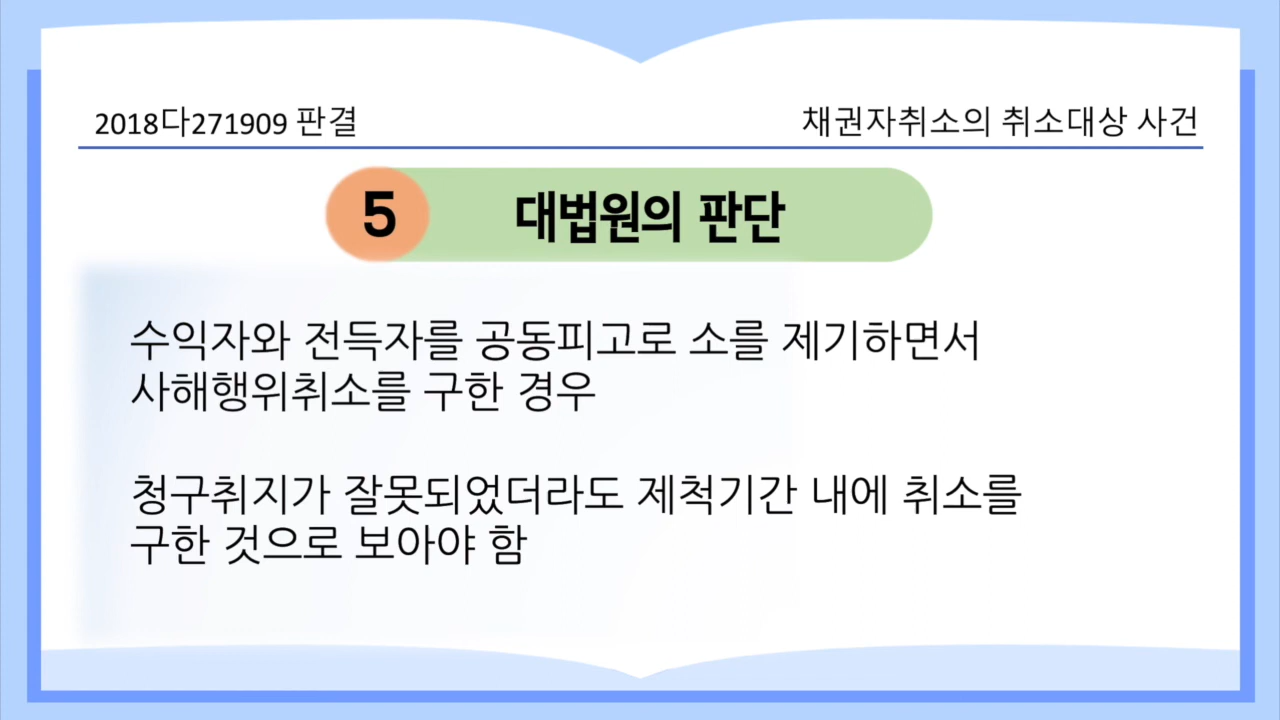 2018다271909 판결
채권자취소의 취소대상 사건
5
대법원의 판단
수익자와 전득자를 공동피고로 소를 제기하면서
사해행위취소를 구한 경우
청구취지가 잘못되었더라도 제척기간 내에 취소를
구한 것으로 보아야 함